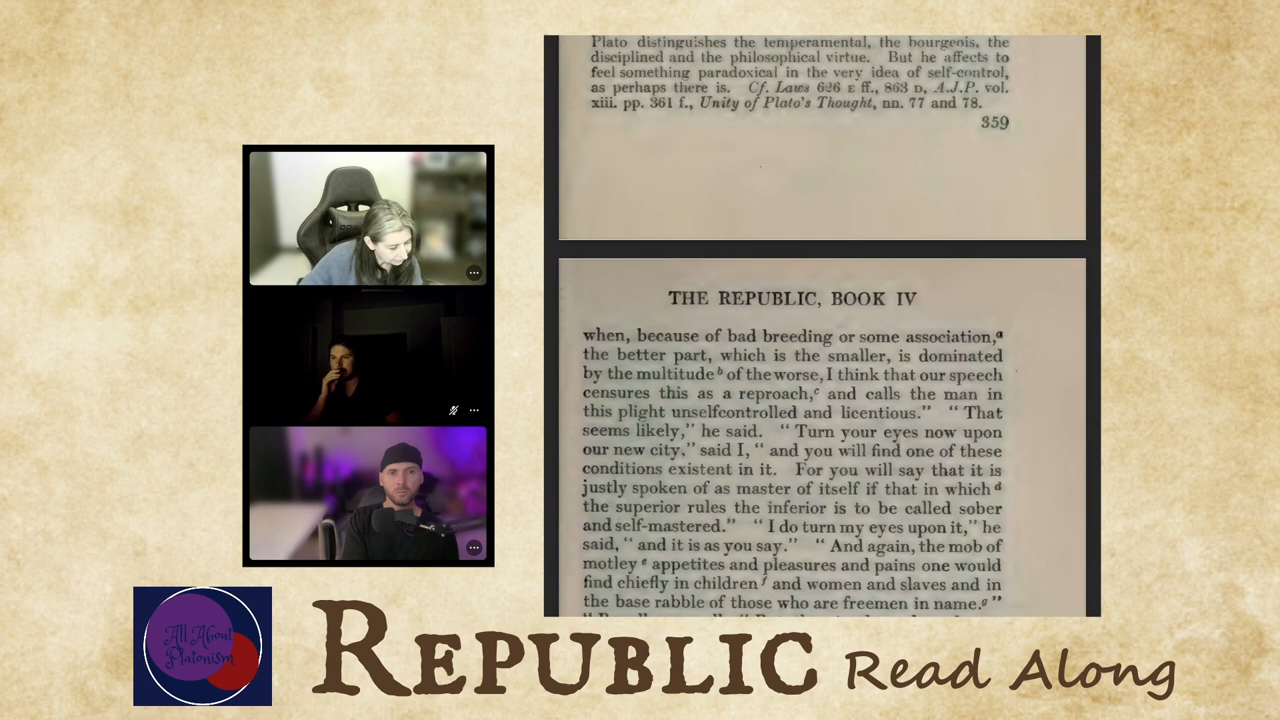 Plato distinguishes the temperamental, the bourgeois, the
disciplined and the philosophical virtue. But he affects to
feel something paradoxical in the very idea of self-control,
as perhaps there is. Cf. Laws 626 E ff., 863 D, A.J.P. vol.
xiii. pp. 361 f., Unity of Plato's Thought, nn. 77 and 78.
359
THE REPUBLIC, BOOK IV
when, because of bad breeding or some association,ᵃ
the better part, which is the smaller, is dominated
by the multitude ᵇ of the worse, I think that our speech
censures this as a reproach,ᶜ and calls the man in
this plight unselfcontrolled and licentious.” “ That
seems likely,” he said. “ Turn your eyes now upon
our new city,” said I, “ and you will find one of these
conditions existent in it. For you will say that it is
justly spoken of as master of itself if that in which ᵈ
the superior rules the inferior is to be called sober
and self-mastered.” “ I do turn my eyes upon it,” he
said, “ and it is as you say.” “ And again, the mob of
motley ᵉ appetites and pleasures and pains one would
find chiefly in children ᶠ and women and slaves and in
the base rabble of those who are freemen in name.ᵍ ”
All About
Platonism
REPUBLIC Read Along